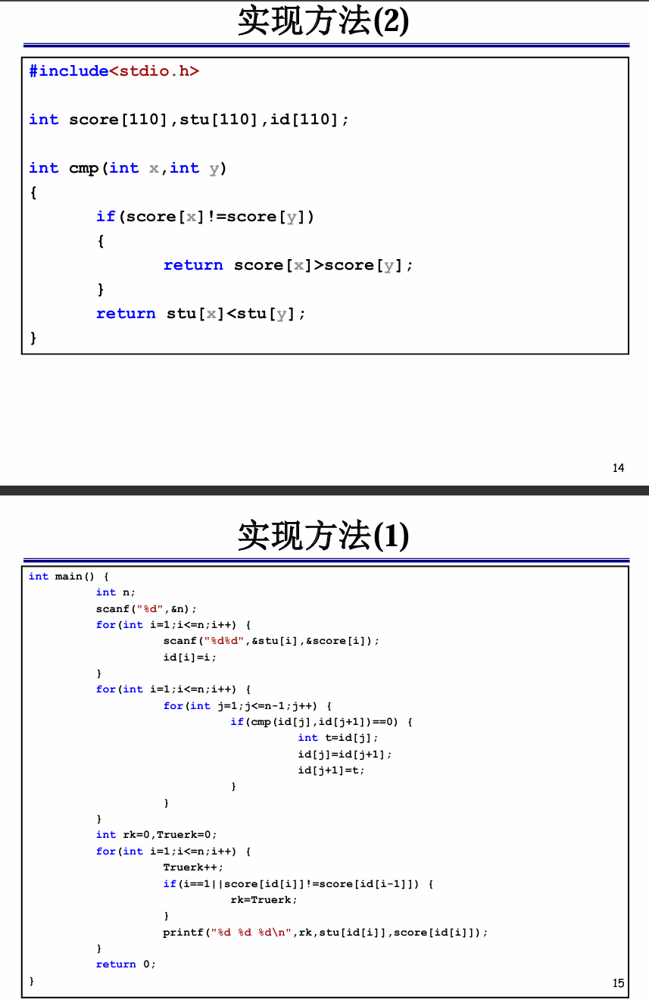 实现方法(2)
#include<stdio.h>
int score[110],stu[110],id[110];
int cmp(int x,int y)
{
if(score[x]!=score[y])
{
return score[x]>score[y];
}
return stu[x]<stu[y];
}
14
实现方法(1)
int main() {
int n;
scanf("%d",&n);
for(int i=1;i<=n;i++) {
scanf("%d%d",&stu[i],&score[i]);
id[i]=i;
}
for(int i=1;i<=n;i++) {
for(int j=1;j<=n-1;j++) {
if(cmp(id[j],id[j+1])==0) {
int t=id[j];
id[j]=id[j+1];
id[j+1]=t;
}
}
}
int rk=0,Truerk=0;
for(int i=1;i<=n;i++) {
Truerk++;
if(i==1||score[id[i]]!=score[id[i-1]]) {
rk=Truerk;
}
printf("%d %d %d\n",rk,stu[id[i]],score[id[i]]);
}
return 0;
}
15